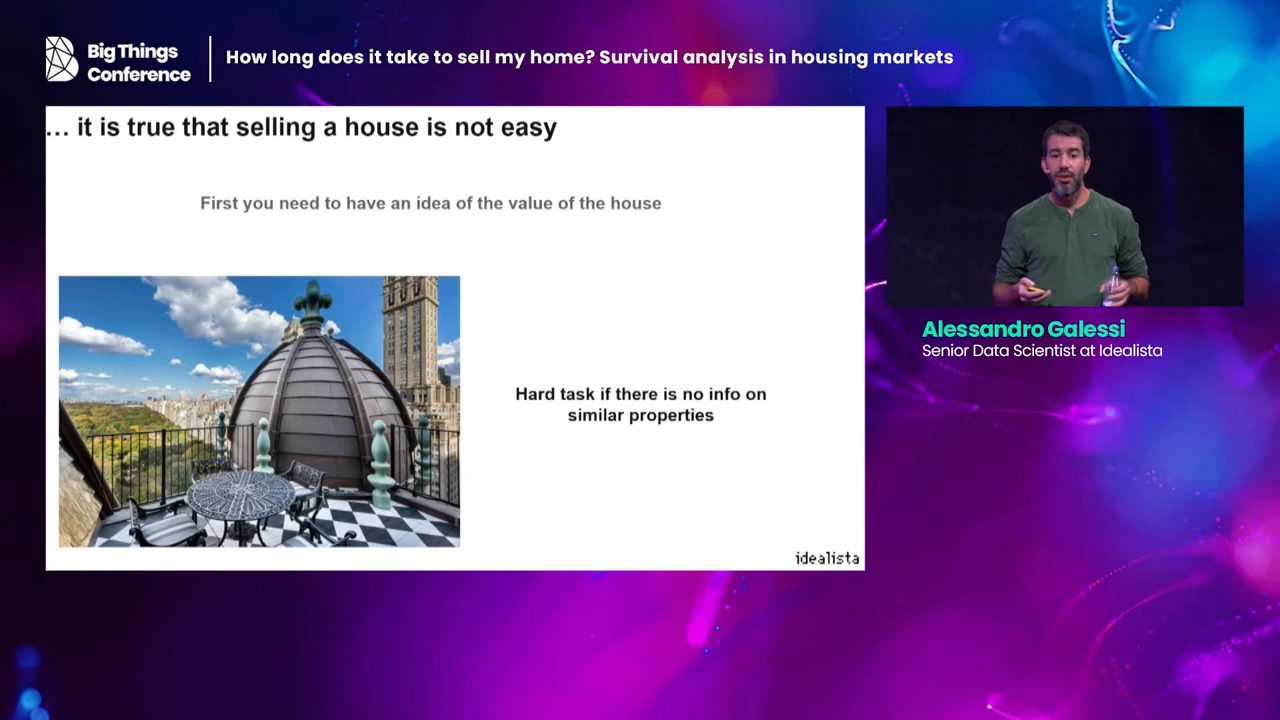 Big Things
Conference
How long does it take to sell my home? Survival analysis in housing markets
... it is true that selling a house is not easy
First you need to have an idea of the value of the house
Hard task if there is no info on
similar properties
idealista
Alessandro Galessi
Senior Data Scientist at Idealista